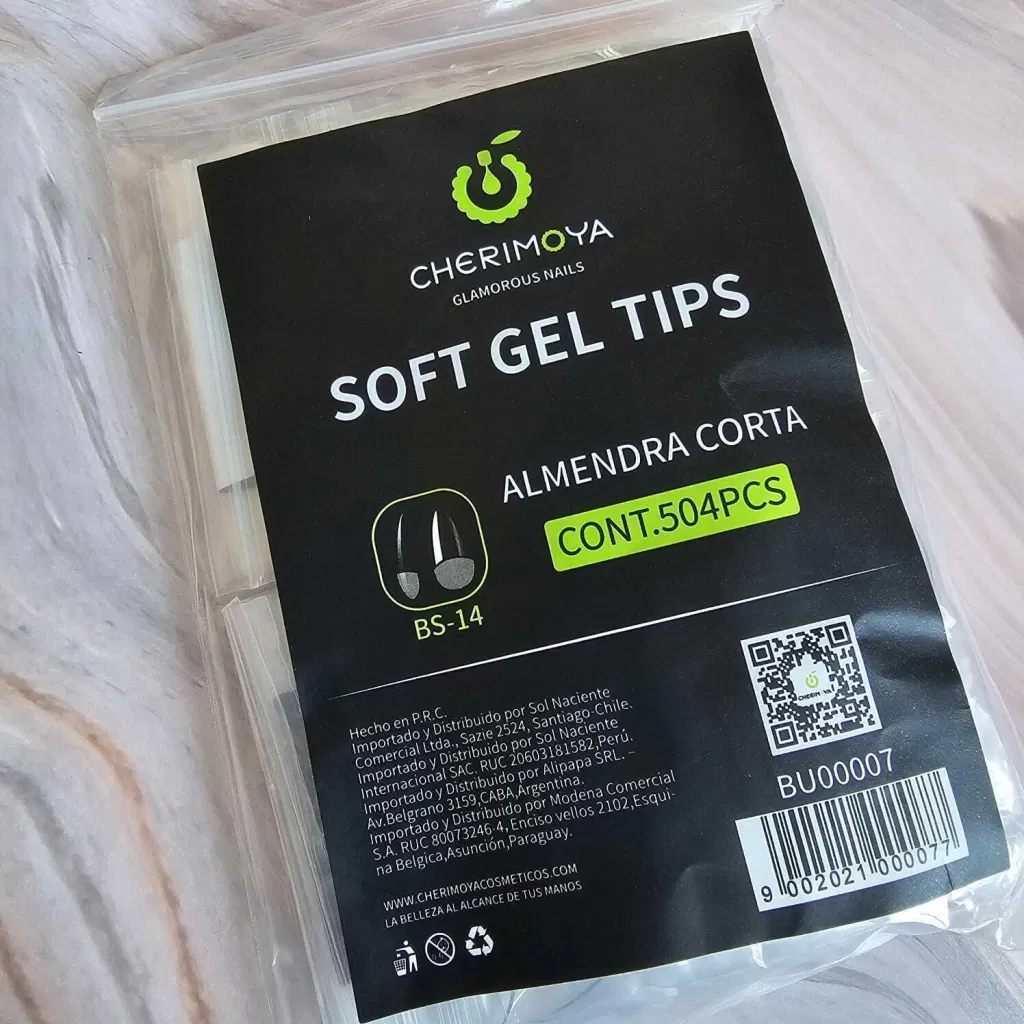 CHERIMOYA
GLAMOROUS NAILS
SOFT GEL TIPS
ALMENDRA CORTA
CONT.504PCS
BS-14
Hecho en P.R.C.
Importado y Distribuido por Sol Naciente
Comercial Ltda., Sazie 2524, Santiago-Chile.
Importado y Distribuido por Sol Naciente
Internacional SAC. RUC 20603181582,Perú.
Importado y Distribuido por Alipapa SRL. –
Av.Belgrano 3159,CABA,Argentina.
Importado y Distribuido por Modena Comercial
S.A. RUC 80073246-4, Enciso vellos 2102,Esqui-
na Belgica,Asunción,Paraguay.
WWW.CHERIMOYACOSMETICOS.COM
LA BELLEZA AL ALCANCE DE TUS MANOS
CHERIMOYA
BU00007
9 002021 000077